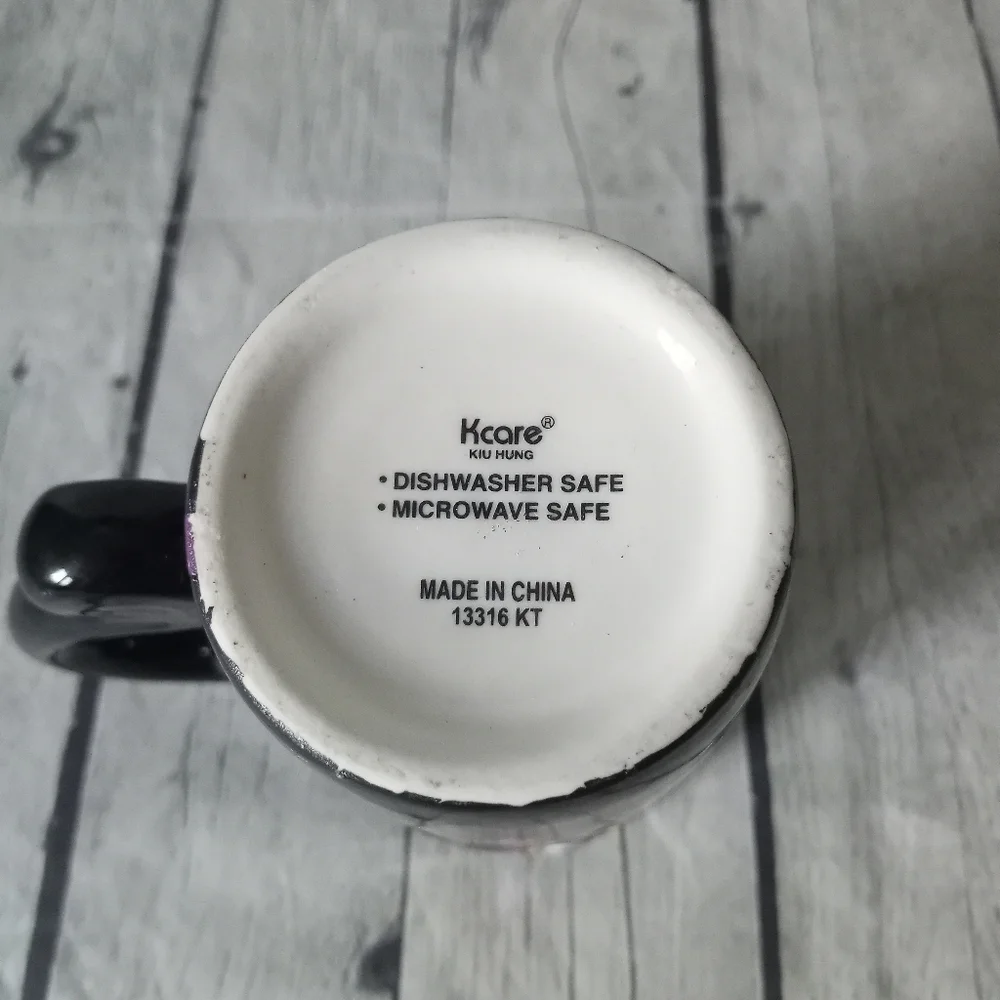 Kcare®
KIU HUNG
• DISHWASHER SAFE
• MICROWAVE SAFE
MADE IN CHINA
13316 KT